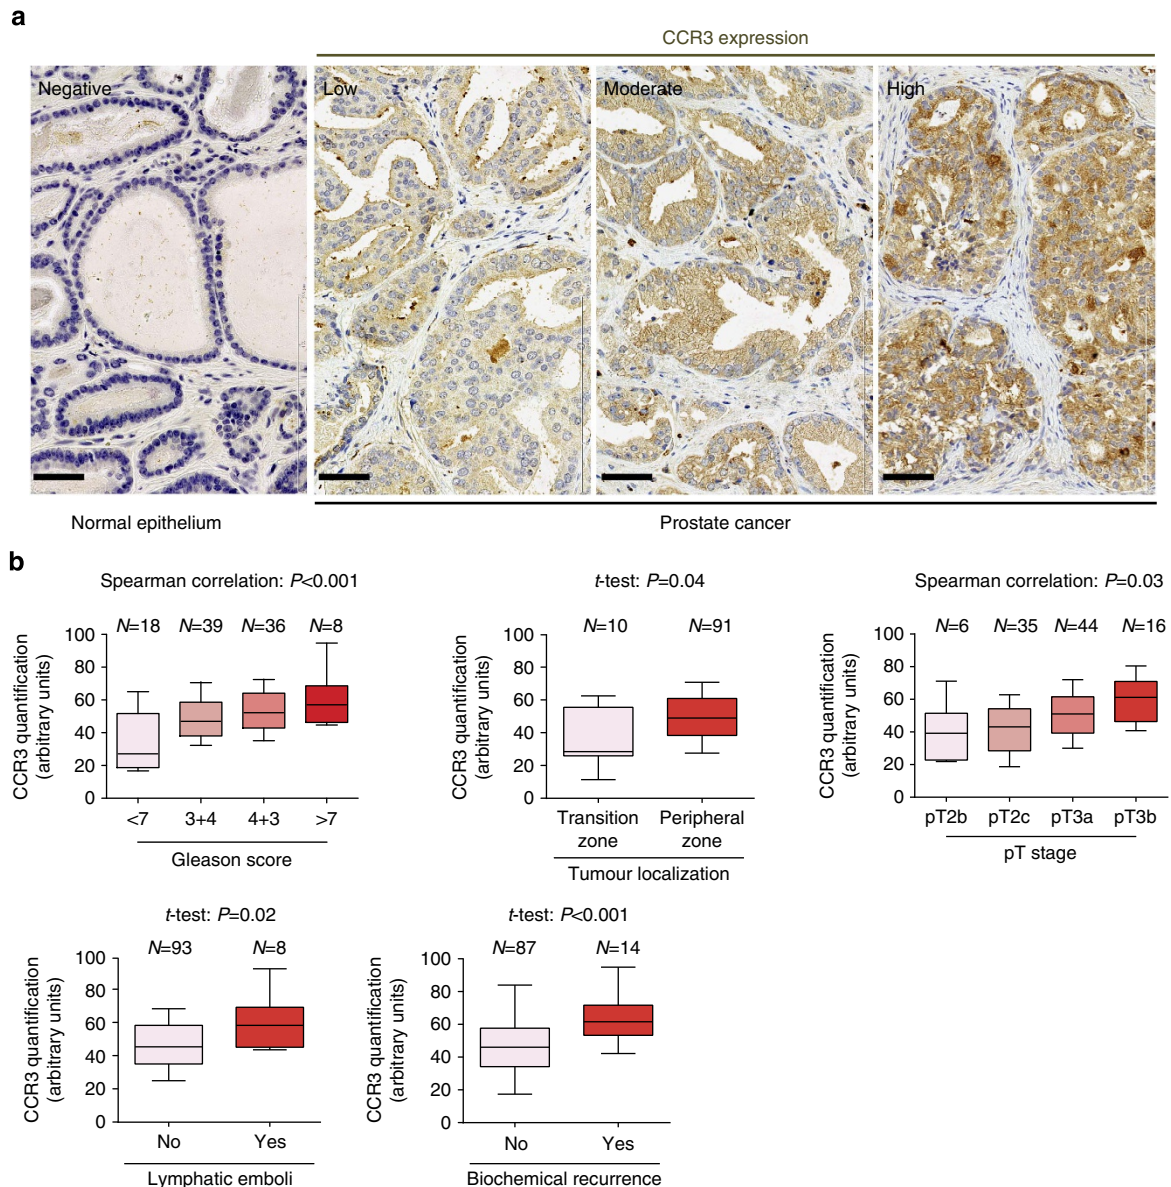 a
CCR3 expression
Negative
Low
Moderate
High
Normal epithelium
Prostate cancer
b
Spearman correlation: P<0.001
N=18 N=39 N=36 N=8
CCR3 quantification
(arbitrary units)
100
80
60
40
20
0
<7 3+4 4+3 >7
Gleason score
t-test: P=0.04
N=10 N=91
CCR3 quantification
(arbitrary units)
100
80
60
40
20
0
Transition
zone
Peripheral
zone
Tumour localization
Spearman correlation: P=0.03
N=6 N=35 N=44 N=16
CCR3 quantification
(arbitrary units)
100
80
60
40
20
0
pT2b pT2c pT3a pT3b
pT stage
t-test: P=0.02
N=93 N=8
CCR3 quantification
(arbitrary units)
100
80
60
40
20
0
No Yes
Lymphatic emboli
t-test: P<0.001
N=87 N=14
CCR3 quantification
(arbitrary units)
100
80
60
40
20
0
No Yes
Biochemical recurrence